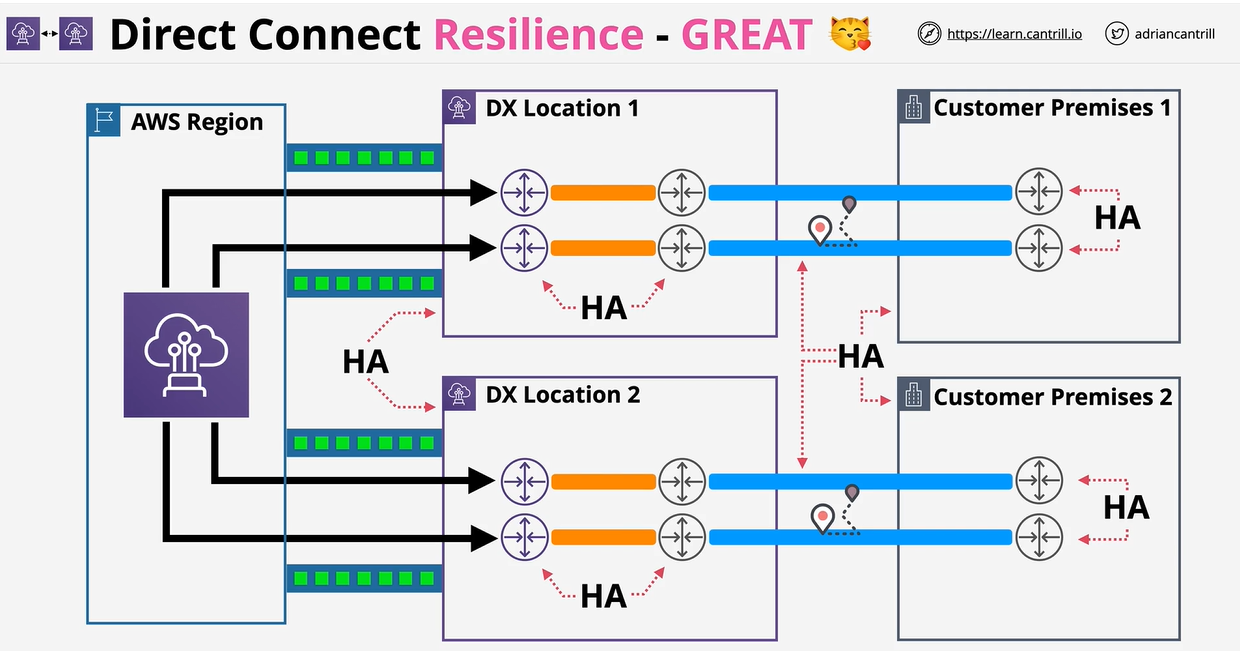 Direct Connect Resilience - GREAT
https://learn.cantrill.io
adriancantrill
AWS Region
DX Location 1
Customer Premises 1
HA
HA
HA
HA
DX Location 2
Customer Premises 2
HA
HA